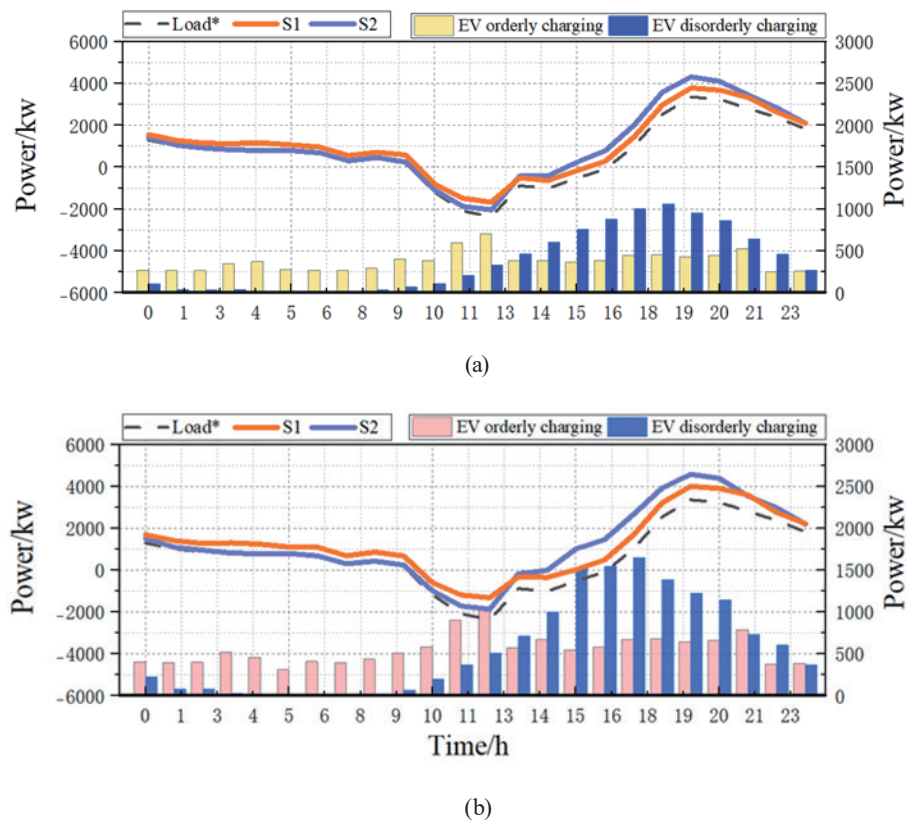 Load* S1 S2 EV orderly charging EV disorderly charging
6000 3000
4000 2500
2000 2000
0 1500
-2000 1000
-4000 500
-6000 0
Power/kw Power/kw
0 1 3 4 5 6 8 9 10 11 13 14 15 16 18 19 20 21 23
(a)
Load* S1 S2 EV orderly charging EV disorderly charging
6000 3000
4000 2500
2000 2000
0 1500
-2000 1000
-4000 500
-6000 0
Power/kw Power/kw
0 1 3 4 5 6 8 9 10 11 13 14 15 16 18 19 20 21 23
Time/h
(b)